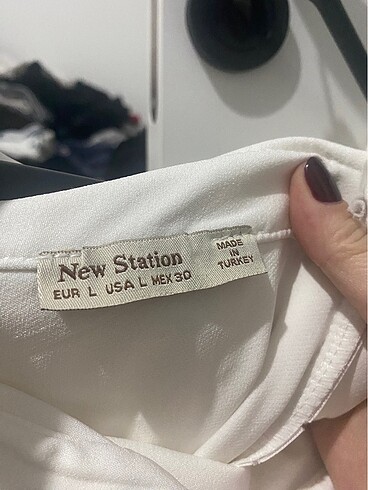 New Station
EUR L USA L MEX 30
MADE
IN
TURKEY